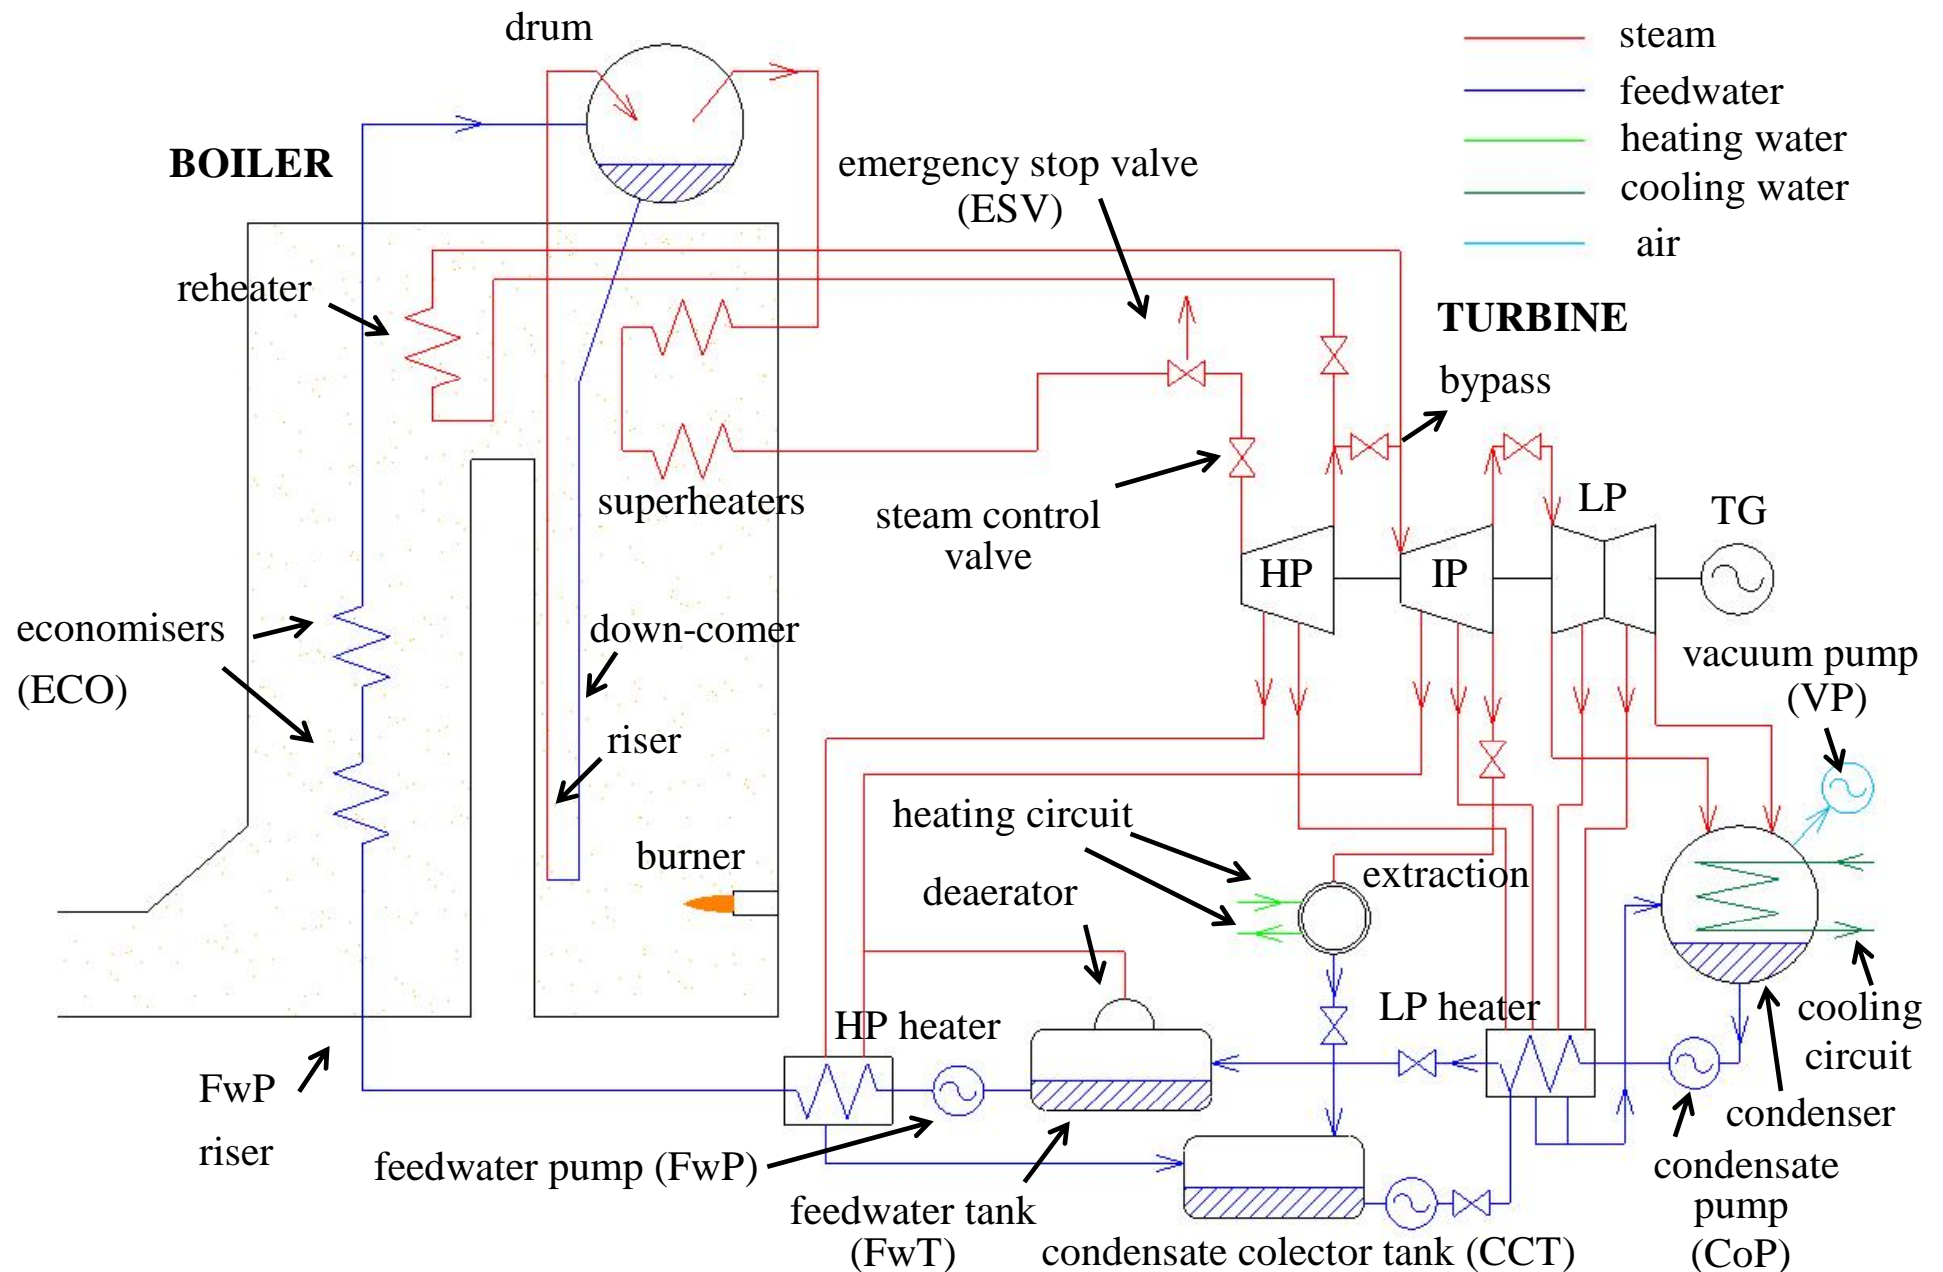 drum
steam
feedwater
heating water
cooling water
air
BOILER
emergency stop valve
(ESV)
reheater
TURBINE
bypass
superheaters
steam control
valve
LP
TG
HP
IP
economisers
(ECO)
down-comer
riser
vacuum pump
(VP)
heating circuit
burner
deaerator
extraction
HP heater
LP heater
cooling
circuit
FwP
riser
condenser
feedwater pump (FwP)
condensate
pump
(CoP)
feedwater tank
(FwT)
condensate colector tank (CCT)